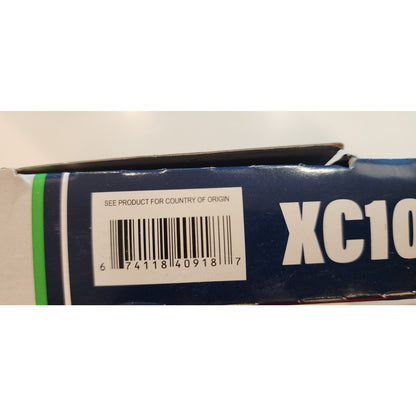 SEE PRODUCT FOR COUNTRY OF ORIGIN
6 74118 40918 7
XC10